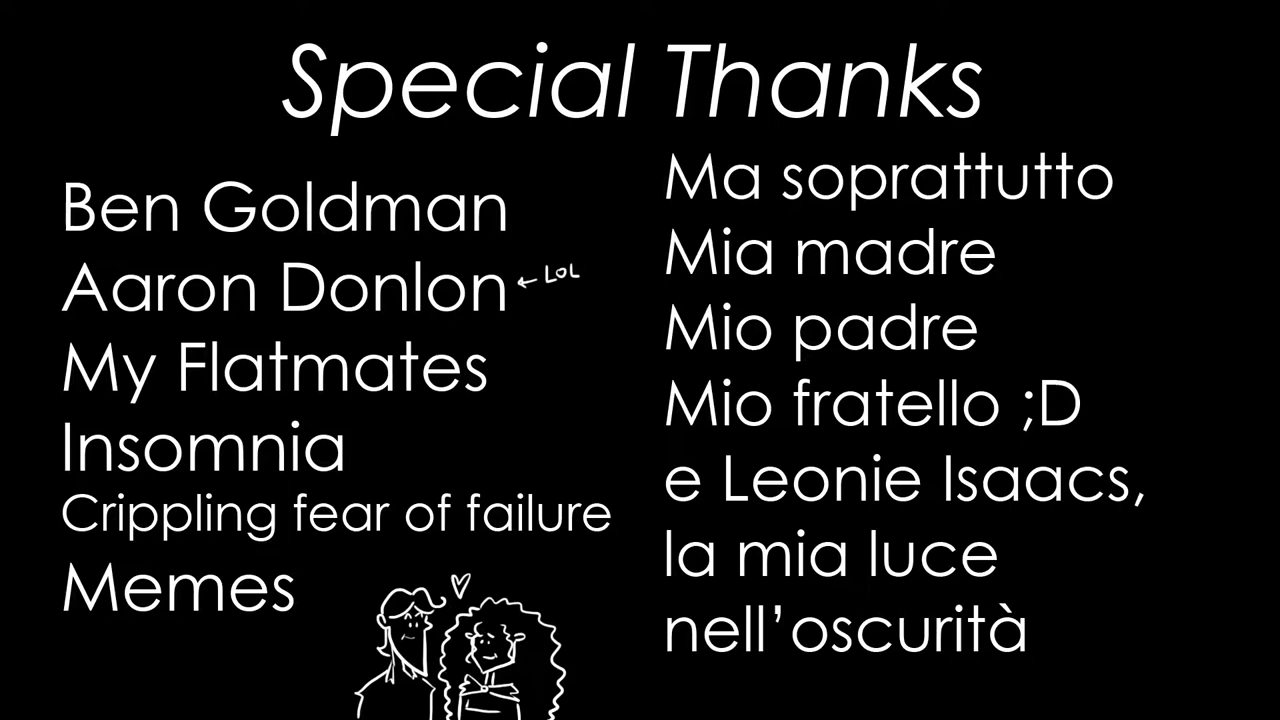 Special Thanks
Ben Goldman
Aaron Donlon ← LOL
My Flatmates
Insomnia
Crippling fear of failure
Memes
Ma soprattutto
Mia madre
Mio padre
Mio fratello ;D
e Leonie Isaacs,
la mia luce
nell’oscurità